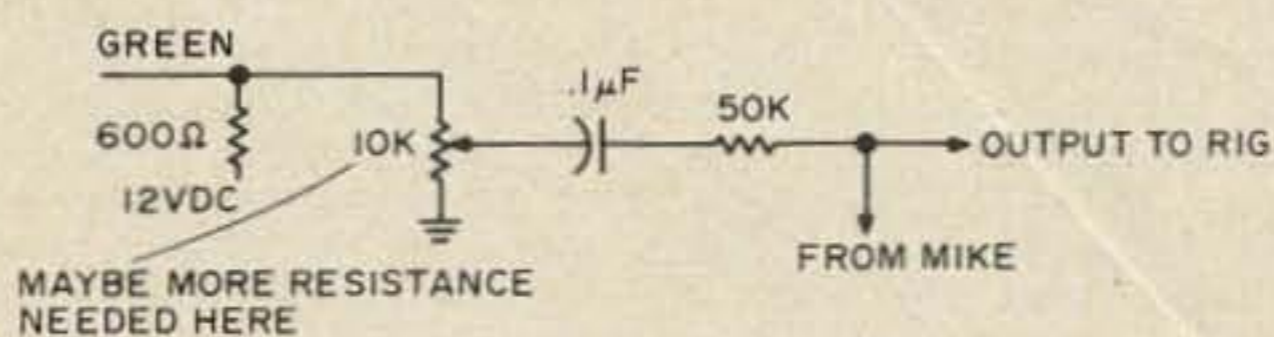 GREEN
.1µF
50K
600Ω
10K
OUTPUT TO RIG
12VDC
FROM MIKE
MAYBE MORE RESISTANCE
NEEDED HERE